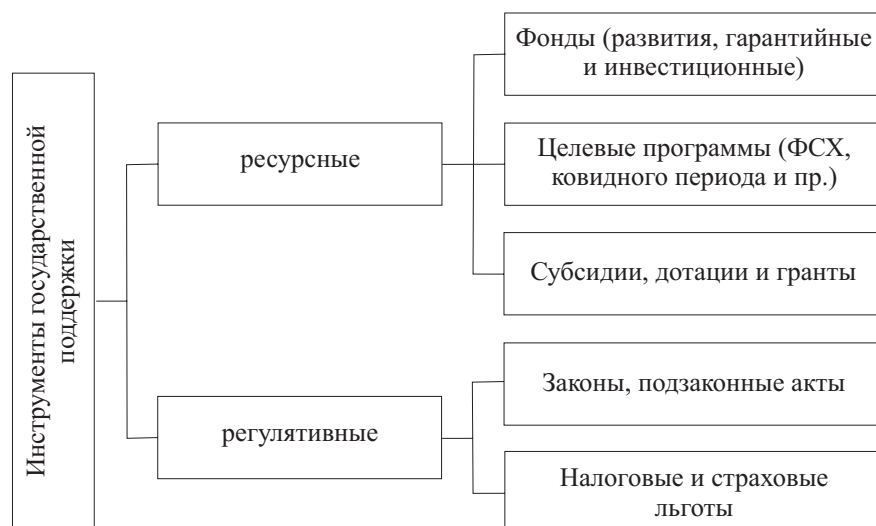 Инструменты государственной
поддержки
ресурсные
Фонды (развития, гарантийные
и инвестиционные)
Целевые программы (ФСХ,
ковидного периода и пр.)
Субсидии, дотации и гранты
регулятивные
Законы, подзаконные акты
Налоговые и страховые
льготы